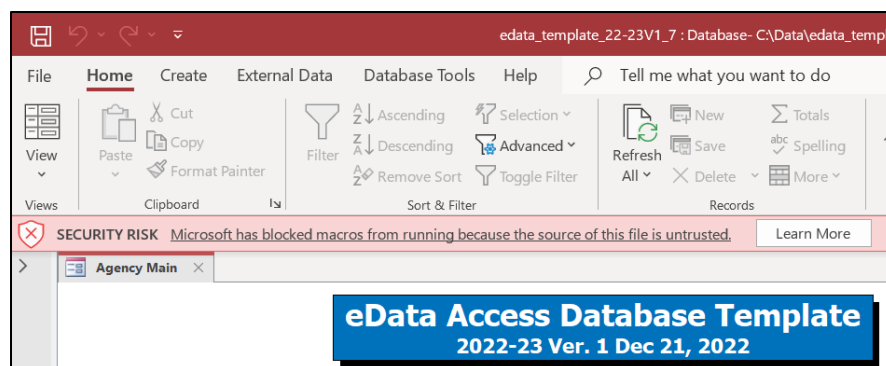 edata_template_22-23V1_7 : Database- C:\Data\edata_temp
File Home Create External Data Database Tools Help Tell me what you want to do
View
Views
Paste
Cut
Copy
Format Painter
Clipboard
Filter
Ascending
Descending
Remove Sort
Selection
Advanced
Toggle Filter
Sort & Filter
Refresh
All
New
Save
Delete
Totals
abc Spelling
More
Records
SECURITY RISK Microsoft has blocked macros from running because the source of this file is untrusted. Learn More
Agency Main
eData Access Database Template
2022-23 Ver. 1 Dec 21, 2022